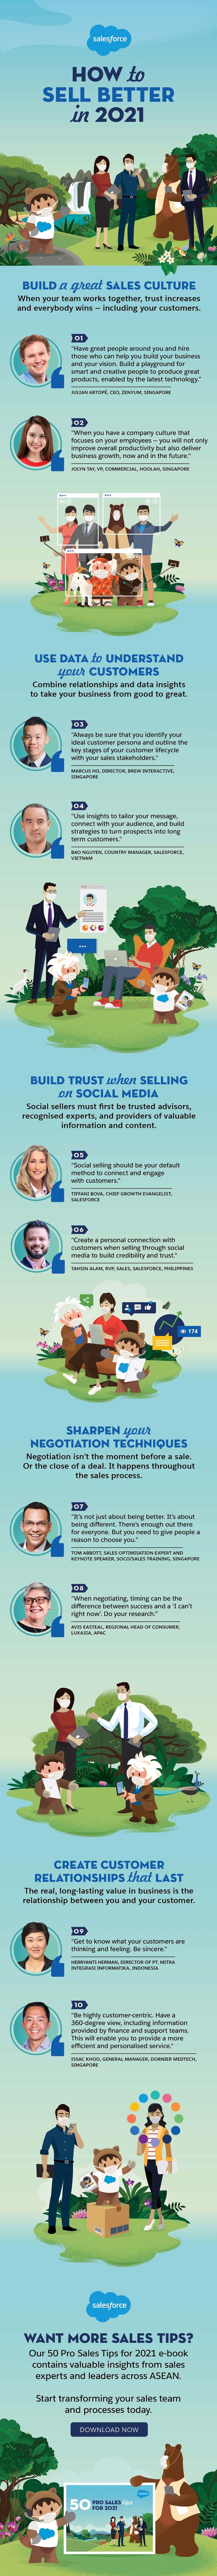 salesforce
HOW to
SELL BETTER
in 2021
BUILD a great SALES CULTURE
When your team works together, trust increases
and everybody wins – including your customers.
01
"Have great people around you and hire
those who can help you build your business
and your vision. Build a playground for
smart and creative people to produce great
products, enabled by the latest technology."
JULIAN ARTOPÉ, CEO, ZENYUM, SINGAPORE
02
"When you have a company culture that
focuses on your employees – you will not only
improve overall productivity but also deliver
business growth, now and in the future."
JOLYN TAY, VP, COMMERCIAL, HOOLAH, SINGAPORE
USE DATA to UNDERSTAND
your CUSTOMERS
Combine relationships and data insights
to take your business from good to great.
03
"Always be sure that you identify your
ideal customer persona and outline the
key stages of your customer lifecycle
with your sales stakeholders."
MARCUS HO, DIRECTOR, BREW INTERACTIVE,
SINGAPORE
04
"Use insights to tailor your message,
connect with your audience, and build
strategies to turn prospects into long
term customers."
BAO NGUYEN, COUNTRY MANAGER, SALESFORCE,
VIETNAM
BUILD TRUST when SELLING
on SOCIAL MEDIA
Social sellers must first be trusted advisors,
recognised experts, and providers of valuable
information and content.
05
"Social selling should be your default
method to connect and engage
with customers."
TIFFANI BOVA, CHIEF GROWTH EVANGELIST,
SALESFORCE
06
"Create a personal connection with
customers when selling through social
media to build credibility and trust."
TAHSIN ALAM, RVP, SALES, SALESFORCE, PHILIPPINES
174
SHARPEN your
NEGOTIATION TECHNIQUES
Negotiation isn't the moment before a sale.
Or the close of a deal. It happens throughout
the sales process.
07
"It's not just about being better. It's about
being different. There's enough out there
for everyone. But you need to give people a
reason to choose you."
TOM ABBOTT, SALES OPTIMISATION EXPERT AND
KEYNOTE SPEAKER, SOCO/SALES TRAINING, SINGAPORE
08
"When negotiating, timing can be the
difference between success and a 'I can't
right now'. Do your research."
AVIS EASTEAL, REGIONAL HEAD OF CONSUMER,
LUXASIA, APAC
CREATE CUSTOMER
RELATIONSHIPS that LAST
The real, long-lasting value in business is the
relationship between you and your customer.
09
"Get to know what your customers are
thinking and feeling. Be sincere."
HERRYANTI HERMAN, DIRECTOR OF PT. MITRA
INTEGRASI INFORMATIKA, INDONESIA
10
"Be highly customer-centric. Have a
360-degree view, including information
provided by finance and support teams.
This will enable you to provide a more
efficient and personalised service."
ISSAC KHOO, GENERAL MANAGER, DORNIER MEDTECH,
SINGAPORE
salesforce
WANT MORE SALES TIPS?
Our 50 Pro Sales Tips for 2021 e-book
contains valuable insights from sales
experts and leaders across ASEAN.
Start transforming your sales team
and processes today.
DOWNLOAD NOW
50 PRO SALES tips
FOR 2021